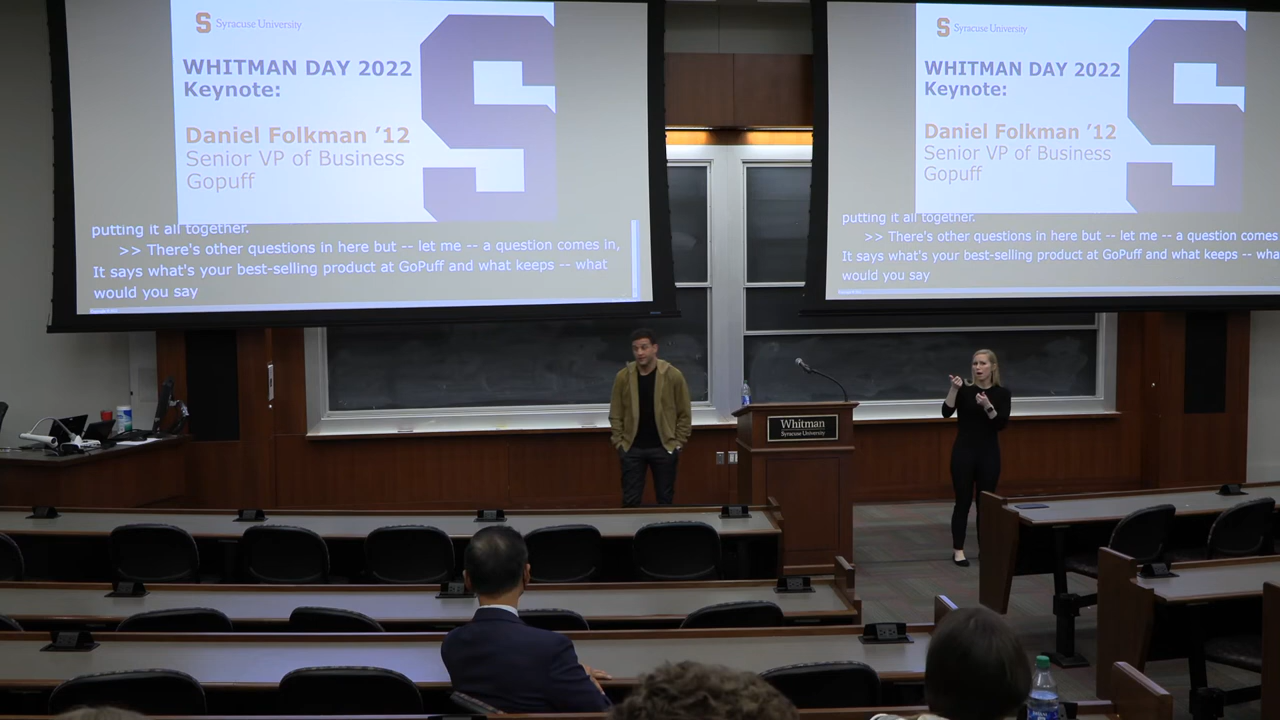 S Syracuse University
WHITMAN DAY 2022
Keynote:
Daniel Folkman ’12
Senior VP of Business
Gopuff
S
putting it all together.
>> There's other questions in here but -- let me -- a question comes in,
It says what's your best-selling product at GoPuff and what keeps -- what
would you say
S Syracuse University
WHITMAN DAY 2022
Keynote:
Daniel Folkman ’12
Senior VP of Business
Gopuff
S
putting it all together.
>> There's other questions in here but -- let me -- a question comes
It says what's your best-selling product at GoPuff and what keeps -- wha
would you say
Whitman
Syracuse University